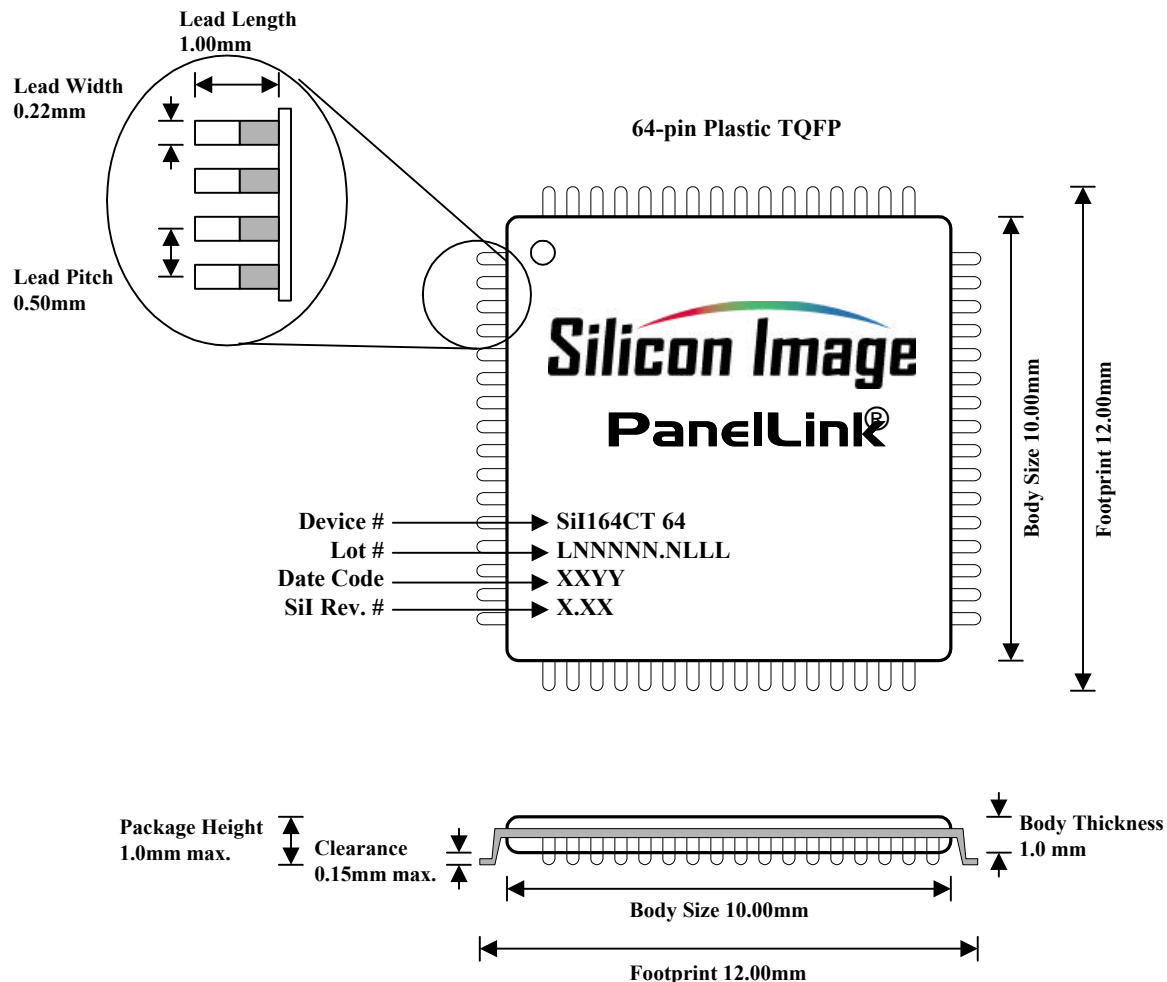 Lead Length
1.00mm
Lead Width
0.22mm
64-pin Plastic TQFP
Lead Pitch
0.50mm
Silicon Image
PanelLink®
Body Size 10.00mm
Footprint 12.00mm
Device # SiI164CT 64
Lot # LNNNNN.NLLL
Date Code XXYY
SiI Rev. # X.XX
Package Height
1.0mm max.
Clearance
0.15mm max.
Body Thickness
1.0 mm
Body Size 10.00mm
Footprint 12.00mm